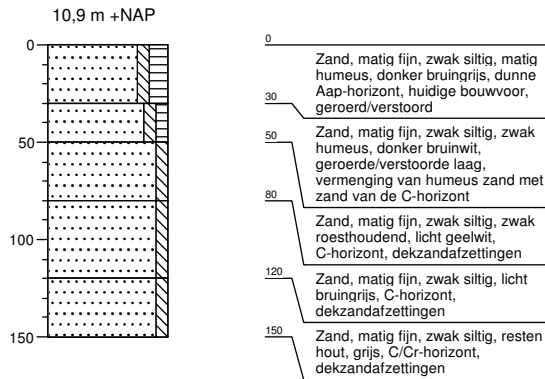 10,9 m +NAP
0
50
100
150
0
Zand, matig fijn, zwak siltig, matig
humeus, donker bruingrijs, dunne
Aap-horizont, huidige bouwvoor,
geroerd/verstoord
30
Zand, matig fijn, zwak siltig, zwak
humeus, donker bruinwit,
geroerde/verstoorde laag,
vermenging van humeus zand met
zand van de C-horizont
50
Zand, matig fijn, zwak siltig, zwak
roesthoudend, licht geelwit,
C-horizont, dekzandafzettingen
80
Zand, matig fijn, zwak siltig, licht
bruingrijs, C-horizont,
dekzandafzettingen
120
Zand, matig fijn, zwak siltig, resten
hout, grijs, C/Cr-horizont,
dekzandafzettingen
150